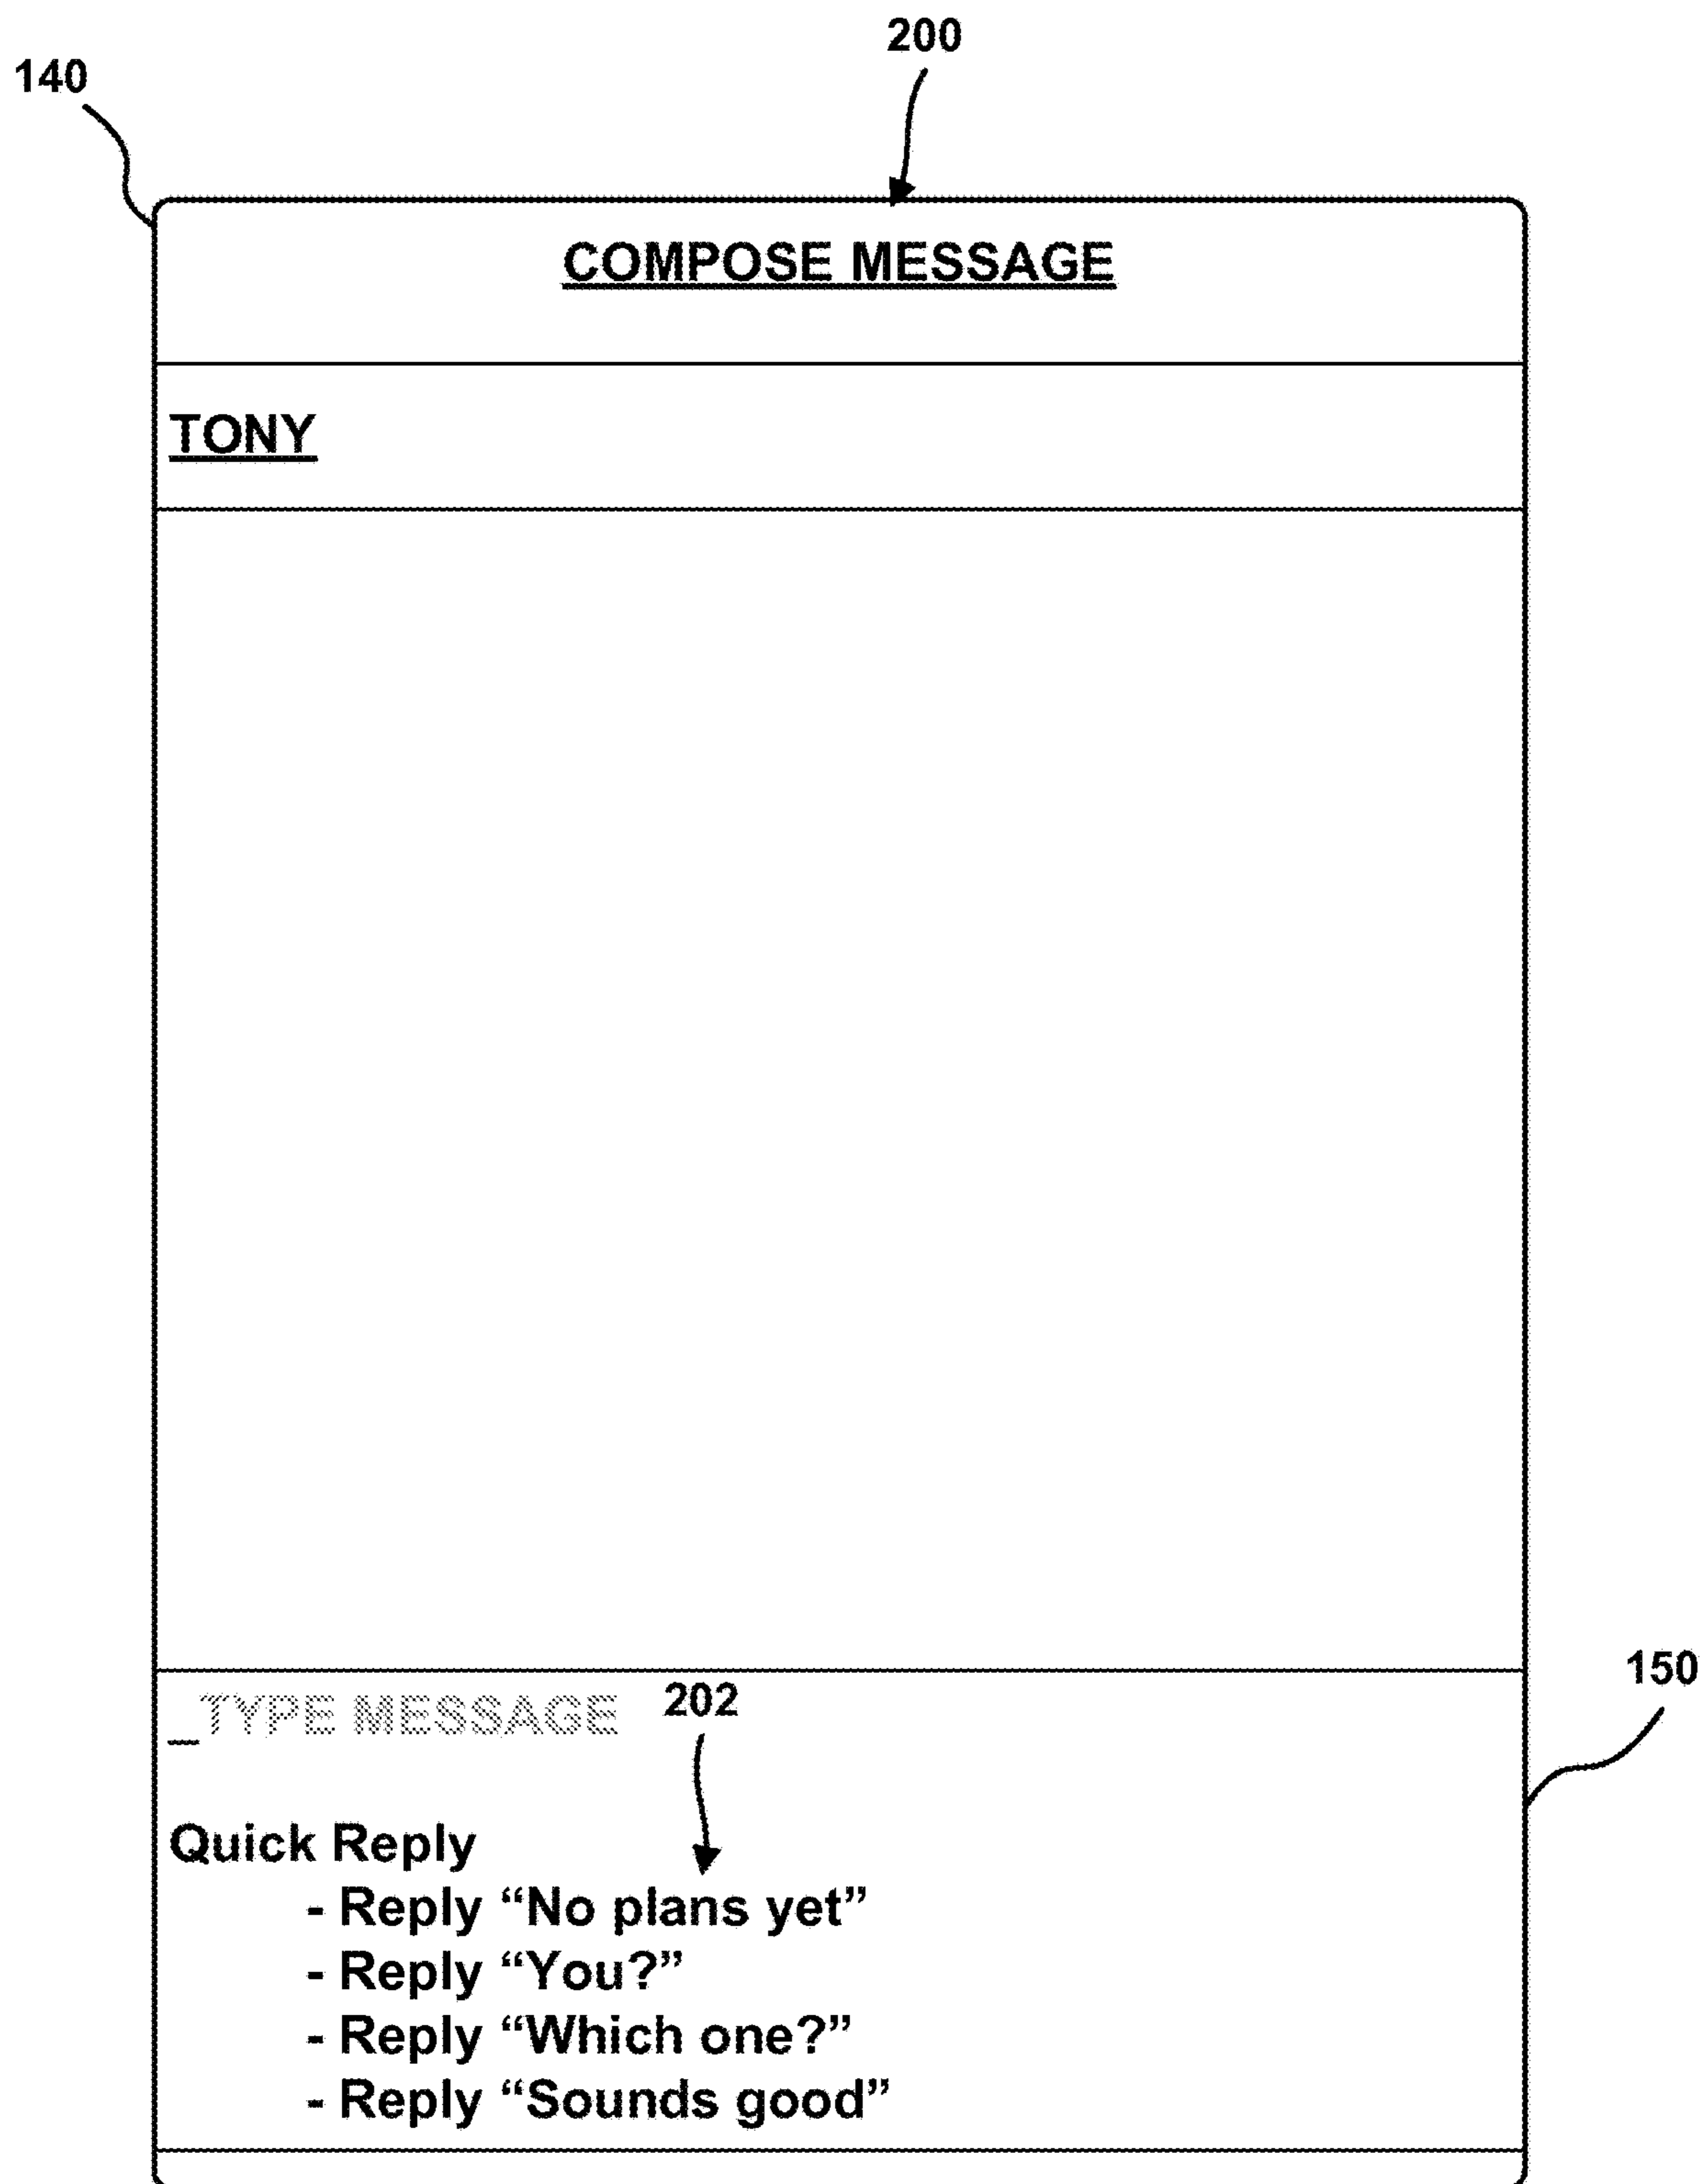 200
140
COMPOSE MESSAGE
TONY
150
_TYPE MESSAGE
202
Quick Reply
- Reply “No plans yet”
- Reply “You?”
- Reply “Which one?”
- Reply “Sounds good”